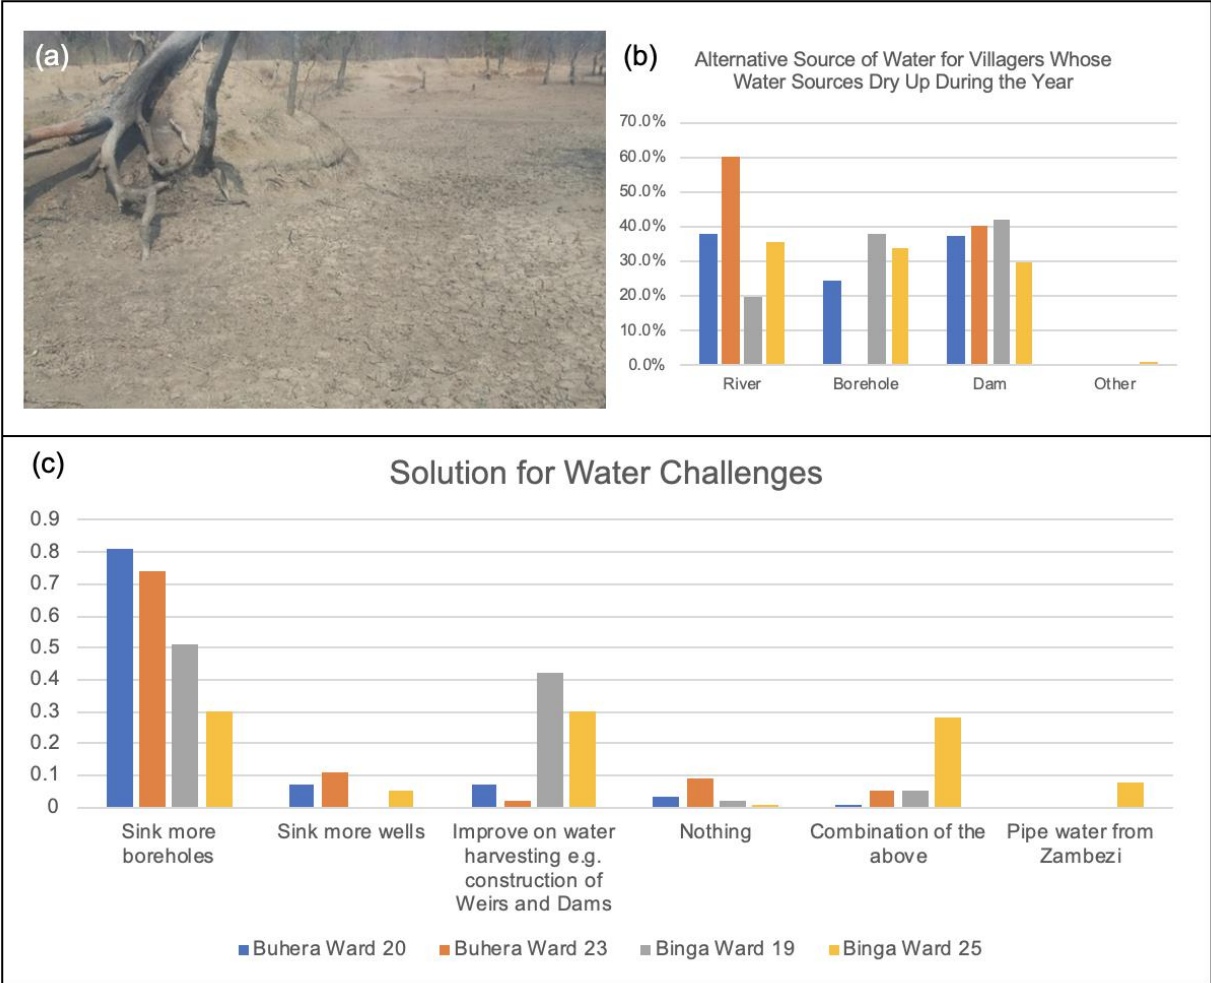 (a)
(b)
Alternative Source of Water for Villagers Whose
Water Sources Dry Up During the Year
70.0%
60.0%
50.0%
40.0%
30.0%
20.0%
10.0%
0.0%
River Borehole Dam Other
(c)
Solution for Water Challenges
0.9
0.8
0.7
0.6
0.5
0.4
0.3
0.2
0.1
0
Sink more
boreholes
Sink more wells
Improve on water
harvesting e.g.
construction of
Weirs and Dams
Nothing
Combination of the
above
Pipe water from
Zambezi
Buhera Ward 20 Buhera Ward 23 Binga Ward 19 Binga Ward 25